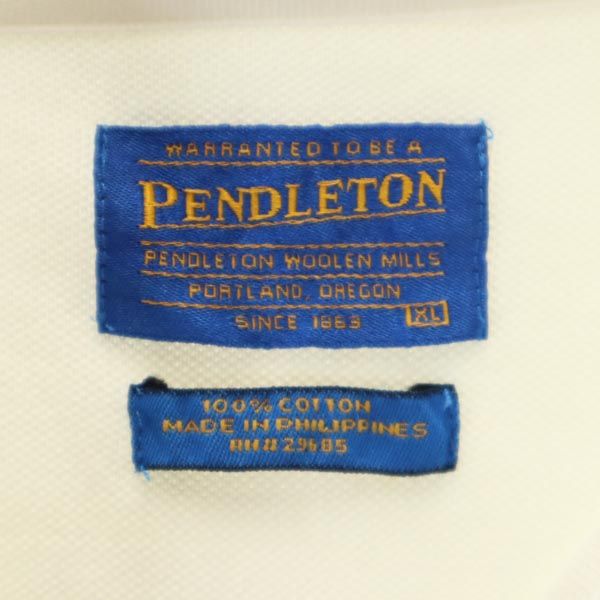 WARRANTED TO BE A
PENDLETON
PENDLETON WOOLEN MILLS
PORTLAND, OREGON
SINCE 1863
XL
100% COTTON
MADE IN PHILIPPINES
RN# 29685